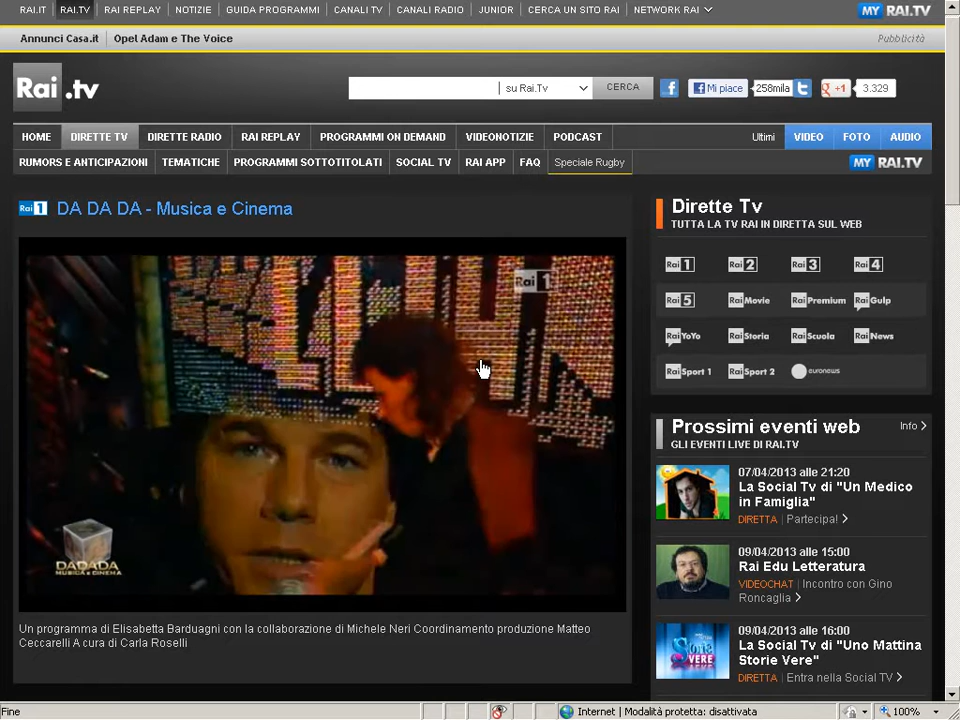 RAI.IT RAI.TV RAI REPLAY NOTIZIE GUIDA PROGRAMMI CANALI TV CANALI RADIO JUNIOR CERCA UN SITO RAI NETWORK RAI MY RAI.TV
Annunci Casa.it Opel Adam e The Voice Pubblicità
Rai .tv su Rai.Tv CERCA f Mi piace 258mila t g +1 3.329
HOME DIRETTE TV DIRETTE RADIO RAI REPLAY PROGRAMMI ON DEMAND VIDEONOTIZIE PODCAST Ultimi VIDEO FOTO AUDIO
RUMORS E ANTICIPAZIONI TEMATICHE PROGRAMMI SOTTOTITOLATI SOCIAL TV RAI APP FAQ Speciale Rugby MY RAI.TV
Rai 1 DA DA DA - Musica e Cinema
Rai 1
DADADA
MUSICA E CINEMA
Un programma di Elisabetta Barduagni con la collaborazione di Michele Neri Coordinamento produzione Matteo
Ceccarelli A cura di Carla Roselli
Dirette Tv
TUTTA LA TV RAI IN DIRETTA SUL WEB
Rai 1 Rai 2 Rai 3 Rai 4
Rai 5 Rai Movie Rai Premium Rai Gulp
Rai YoYo Rai Storia Rai Scuola Rai News
Rai Sport 1 Rai Sport 2 euronews
Prossimi eventi web Info
GLI EVENTI LIVE DI RAI.TV
07/04/2013 alle 21:20
La Social Tv di "Un Medico
in Famiglia"
DIRETTA Partecipa!
09/04/2013 alle 15:00
Rai Edu Letteratura
VIDEOCHAT Incontro con Gino
Roncaglia
Storie
VERE
09/04/2013 alle 16:00
La Social Tv di "Uno Mattina
Storie Vere"
DIRETTA Entra nella Social TV
Fine Internet | Modalità protetta: disattivata 100%